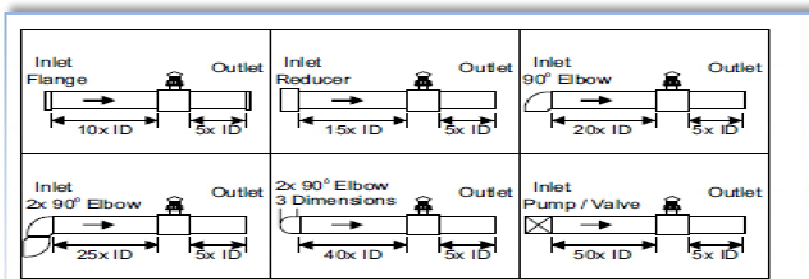 Inlet
Flange
Outlet
10x ID
5x ID
Inlet
Reducer
Outlet
15x ID
5x ID
Inlet
90° Elbow
Outlet
20x ID
5x ID
Inlet
2x 90° Elbow
Outlet
25x ID
5x ID
2x 90° Elbow
3 Dimensions
Outlet
40x ID
5x ID
Inlet
Pump / Valve
Outlet
50x ID
5x ID